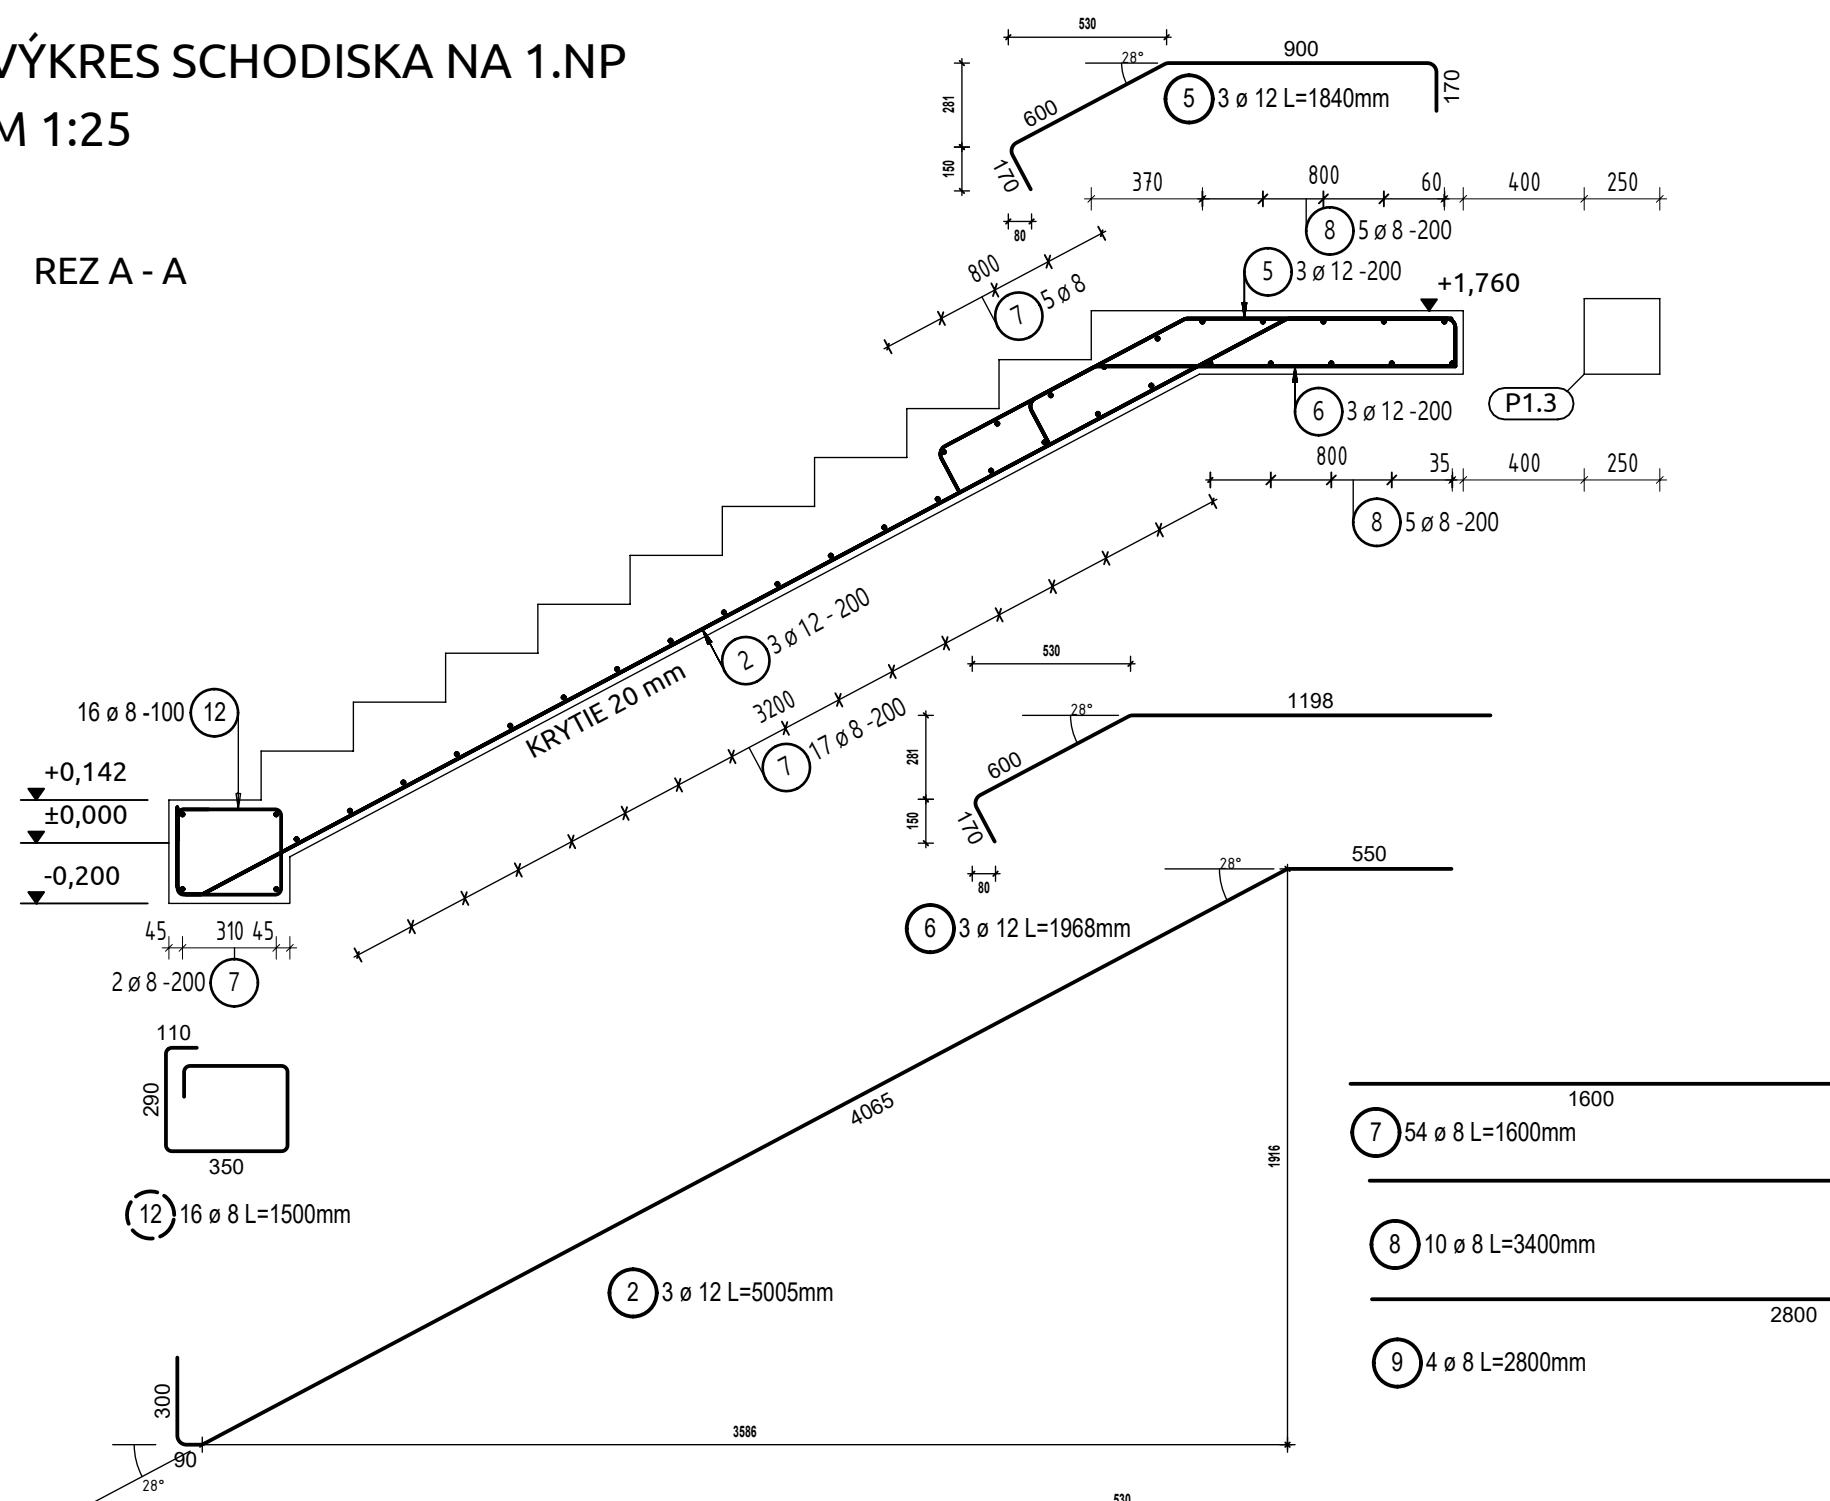 VÝKRES SCHODISKA NA 1.NP
M 1:25
REZ A - A
530
28°
900
170
281
600
5 3 ø 12 L=1840mm
150
170
80
370
800
60
400
250
8 5 ø 8 -200
800
7 5 ø 8
5 3 ø 12 -200
+1,760
6 3 ø 12 -200
P1.3
800
35
400
250
8 5 ø 8 -200
2 3 ø 12 - 200
KRYTIE 20 mm
3200
7 17 ø 8 -200
16 ø 8 -100 12
+0,142
±0,000
-0,200
45
310
45
2 ø 8 -200 7
530
28°
1198
281
600
150
170
80
6 3 ø 12 L=1968mm
28°
550
110
290
350
12 16 ø 8 L=1500mm
4065
1916
2 3 ø 12 L=5005mm
300
90
28°
3586
1600
7 54 ø 8 L=1600mm
8 10 ø 8 L=3400mm
2800
9 4 ø 8 L=2800mm
530